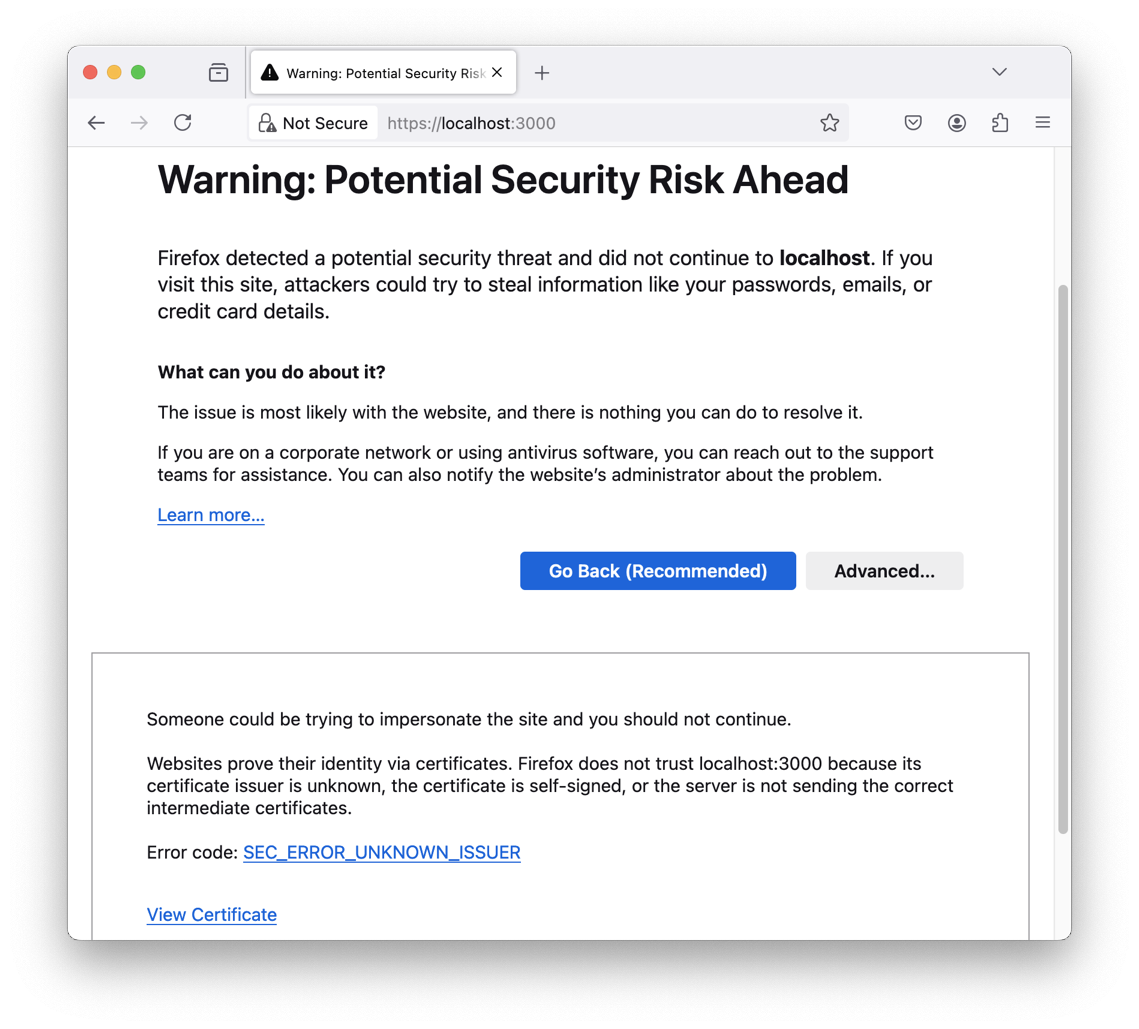 Warning: Potential Security Risk
Not Secure
https://localhost:3000
Warning: Potential Security Risk Ahead
Firefox detected a potential security threat and did not continue to localhost. If you
visit this site, attackers could try to steal information like your passwords, emails, or
credit card details.
What can you do about it?
The issue is most likely with the website, and there is nothing you can do to resolve it.
If you are on a corporate network or using antivirus software, you can reach out to the support
teams for assistance. You can also notify the website’s administrator about the problem.
Learn more…
Go Back (Recommended)
Advanced...
Someone could be trying to impersonate the site and you should not continue.
Websites prove their identity via certificates. Firefox does not trust localhost:3000 because its
certificate issuer is unknown, the certificate is self-signed, or the server is not sending the correct
intermediate certificates.
Error code: SEC_ERROR_UNKNOWN_ISSUER
View Certificate